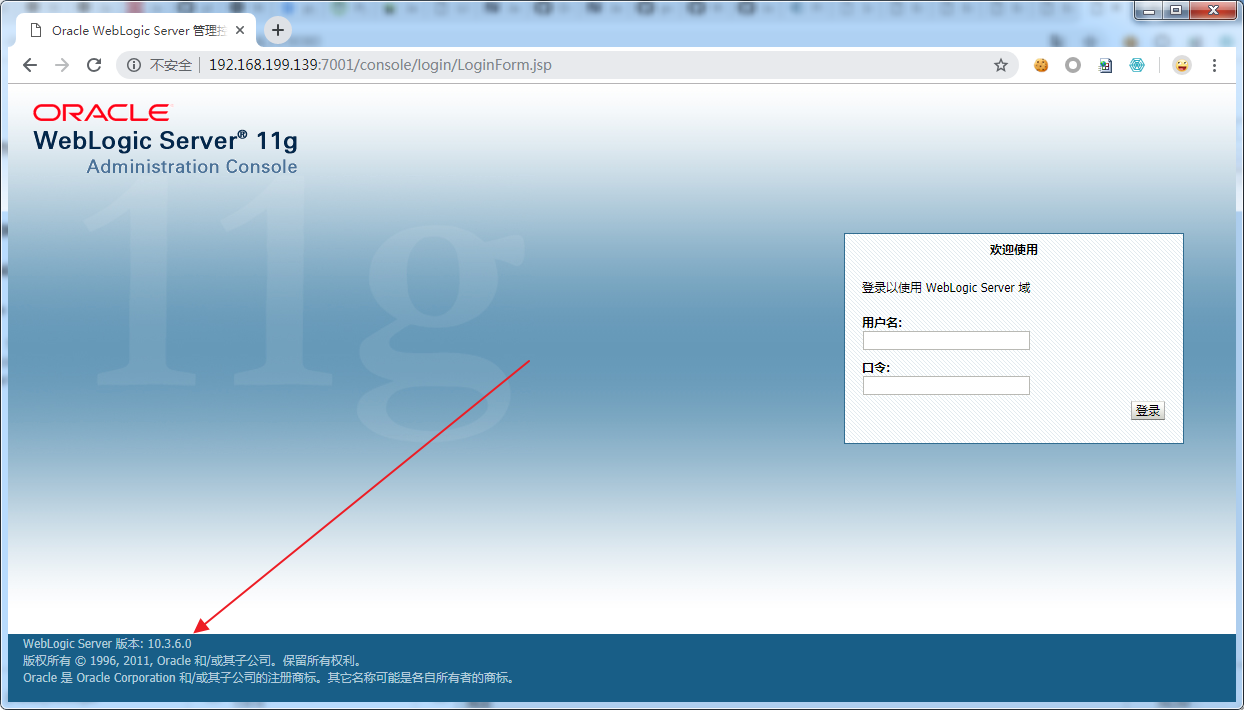 Oracle WebLogic Server 管理控
不安全 192.168.199.139:7001/console/login/LoginForm.jsp
ORACLE
WebLogic Server® 11g
Administration Console
11g
欢迎使用
登录以使用 WebLogic Server 域
用户名:
口令:
登录
WebLogic Server 版本: 10.3.6.0
版权所有 © 1996, 2011, Oracle 和/或其子公司。保留所有权利。
Oracle 是 Oracle Corporation 和/或其子公司的注册商标。其它名称可能是各自所有者的商标。